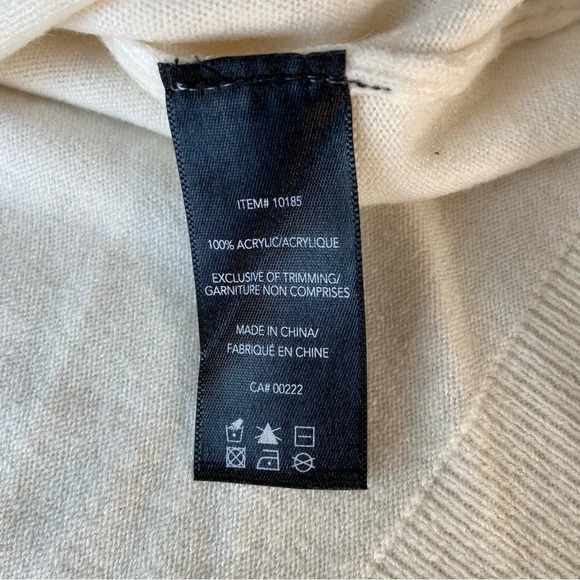 ITEM# 10185
100% ACRYLIC/ACRYLIQUE
EXCLUSIVE OF TRIMMING/
GARNITURE NON COMPRISES
MADE IN CHINA/
FABRIQUÉ EN CHINE
CA# 00222